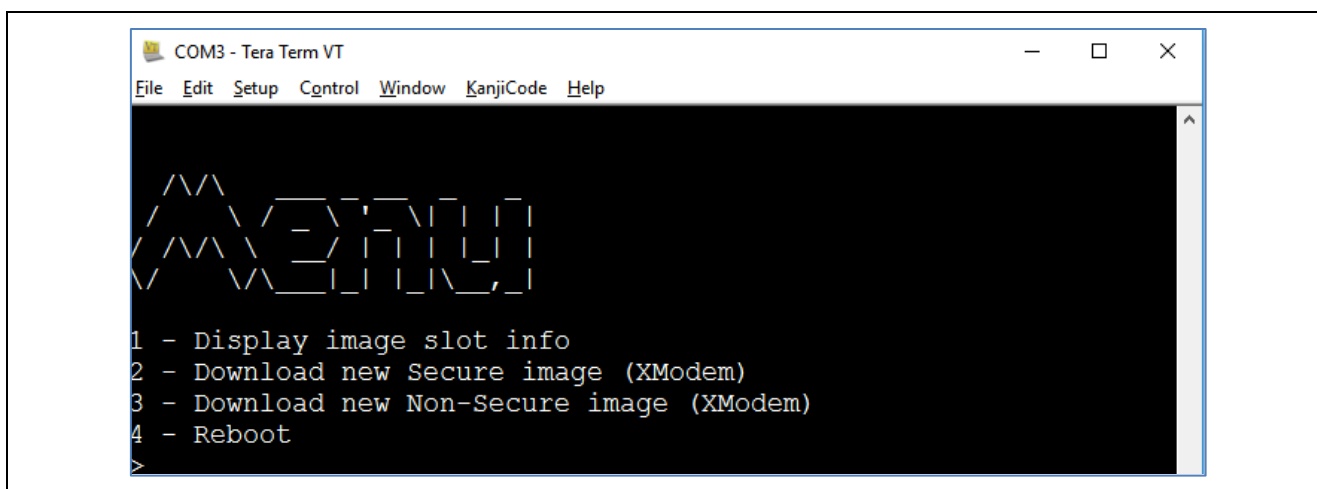 COM3 - Tera Term VT
File Edit Setup Control Window KanjiCode Help
Menu
1 - Display image slot info
2 - Download new Secure image (XModem)
3 - Download new Non-Secure image (XModem)
4 - Reboot
>